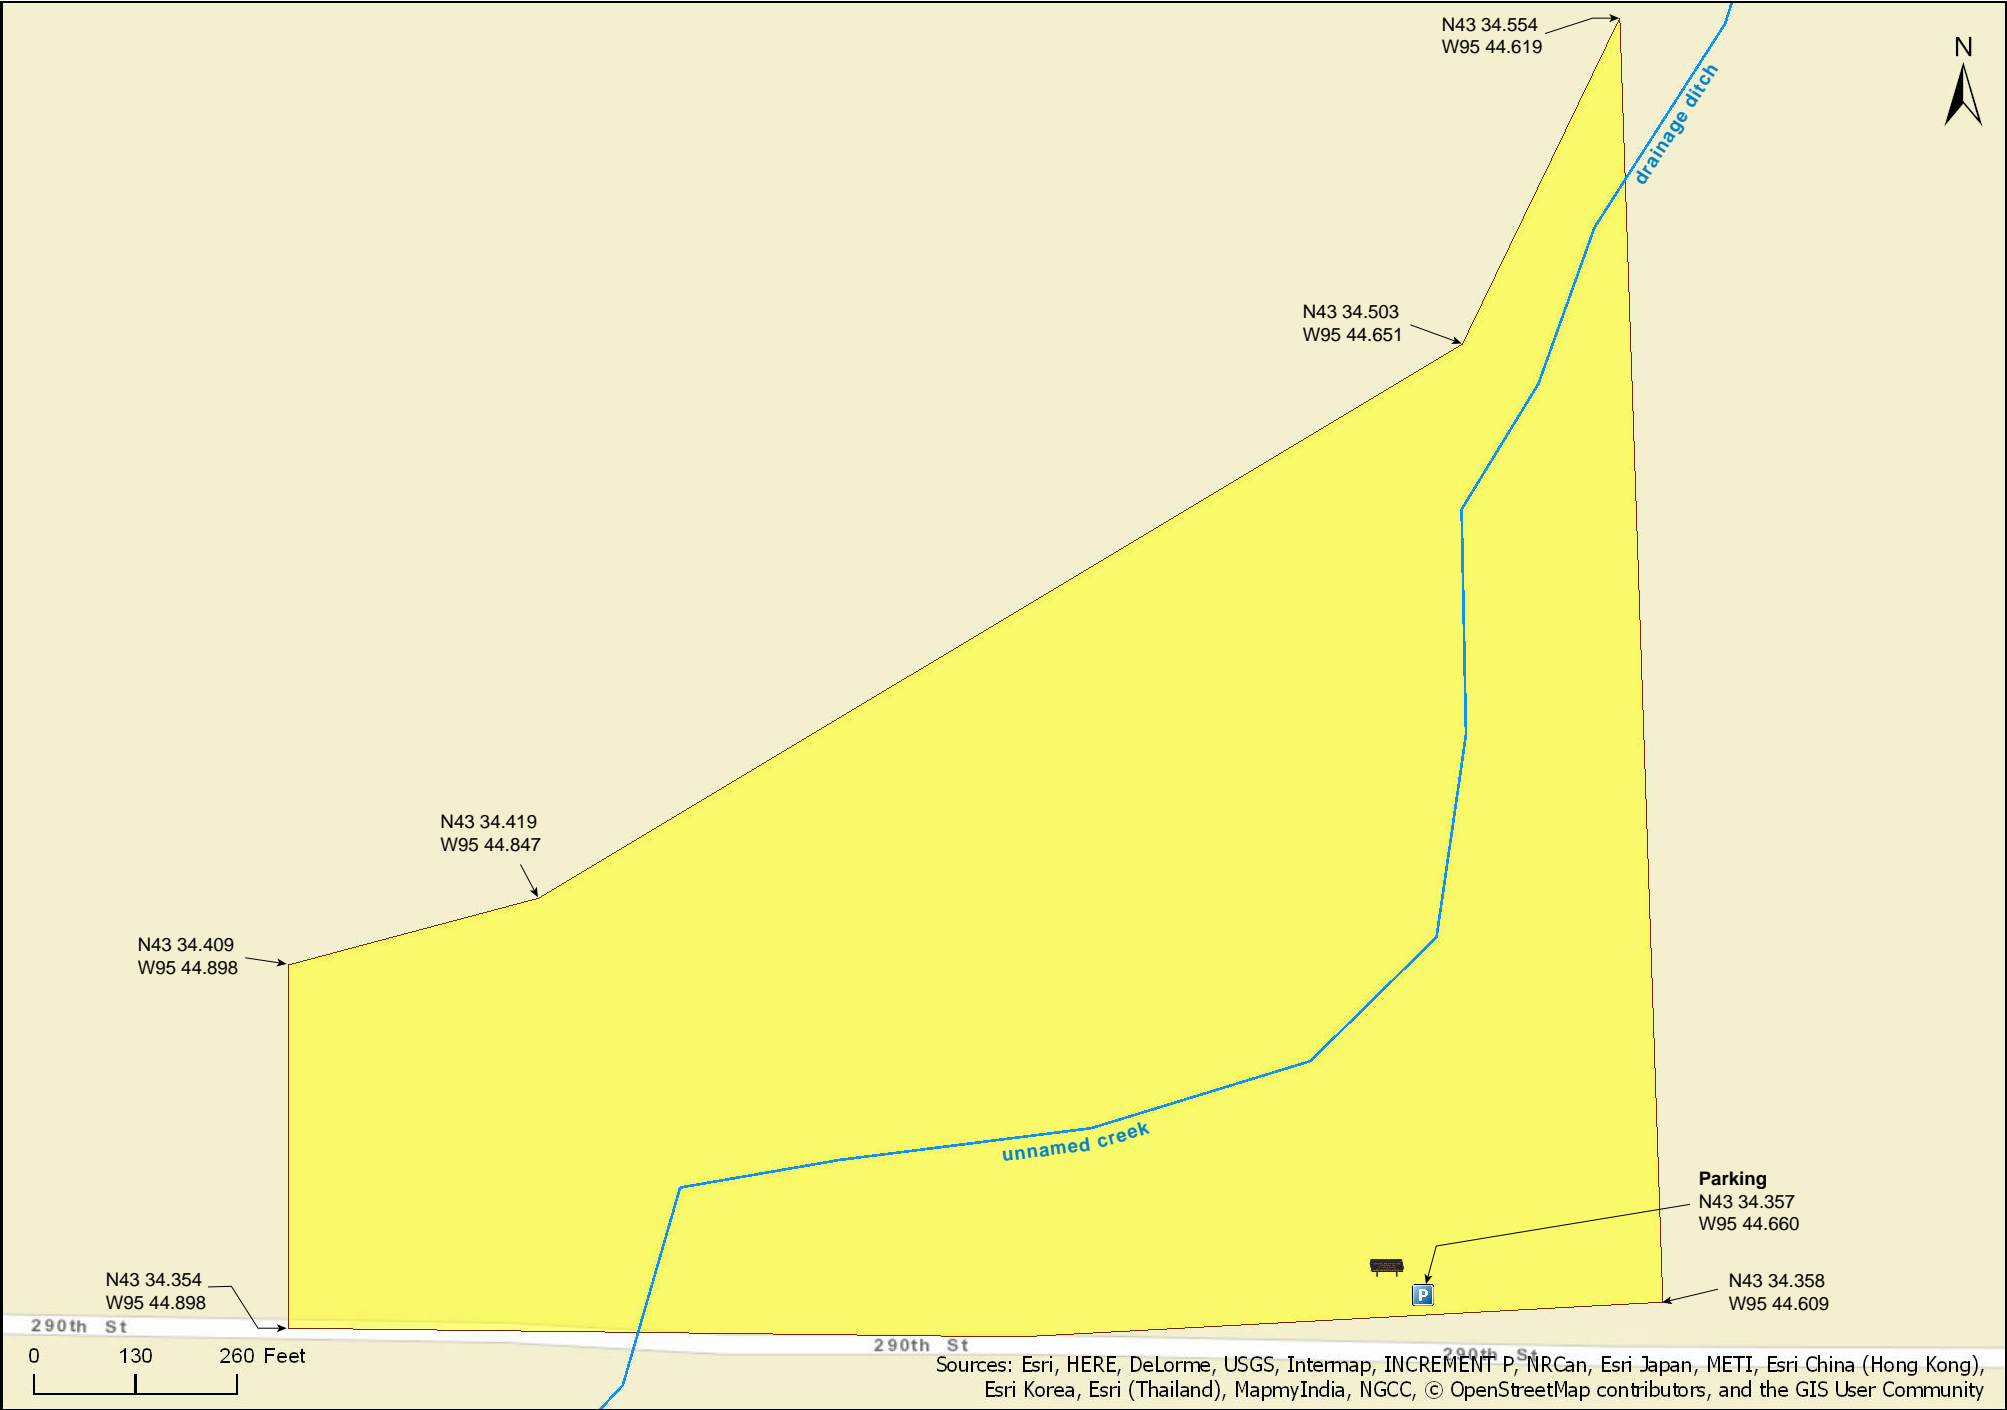 N43 34.554
W95 44.619
N
drainage ditch
N43 34.503
W95 44.651
N43 34.419
W95 44.847
N43 34.409
W95 44.898
unnamed creek
Parking
N43 34.357
W95 44.660
P
N43 34.354
W95 44.898
N43 34.358
W95 44.609
290th St
290th St
290th St
0 130 260 Feet
Sources: Esri, HERE, DeLorme, USGS, Intermap, INCREMENT P, NRCan, Esri Japan, METI, Esri China (Hong Kong),
Esri Korea, Esri (Thailand), MapmyIndia, NGCC, © OpenStreetMap contributors, and the GIS User Community